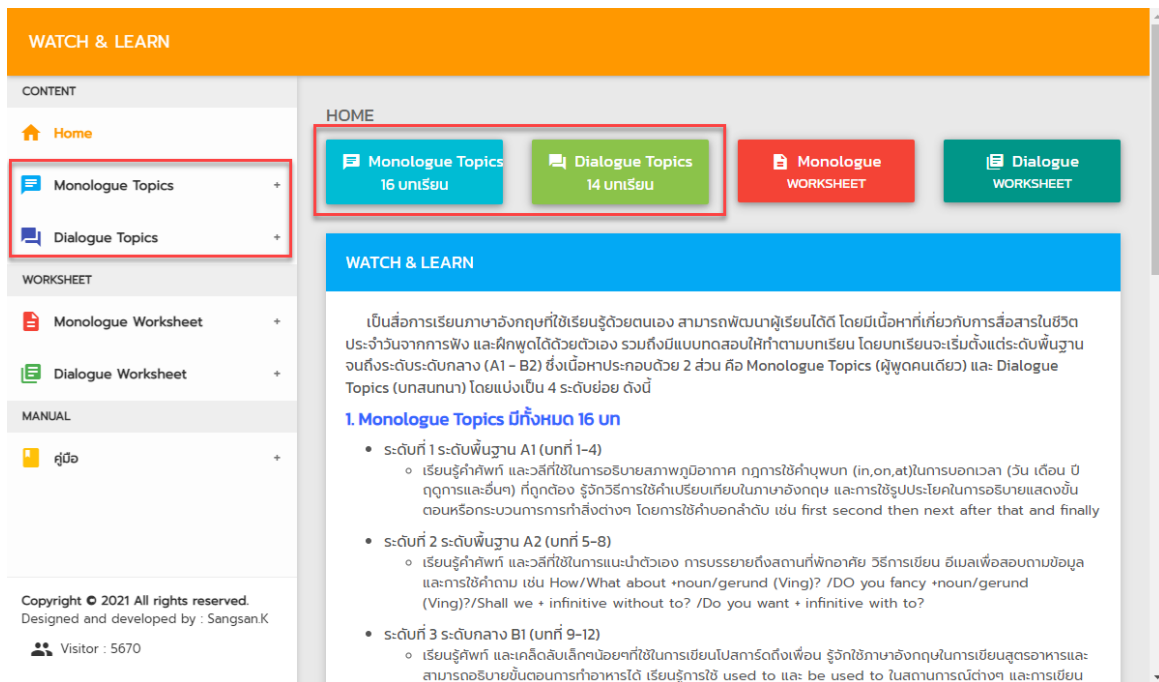 WATCH & LEARN
CONTENT
Home
Monologue Topics +
Dialogue Topics +
WORKSHEET
Monologue Worksheet +
Dialogue Worksheet +
MANUAL
คู่มือ +
Copyright © 2021 All rights reserved.
Designed and developed by : Sangsan.K
Visitor : 5670
HOME
Monologue Topics
16 บทเรียน
Dialogue Topics
14 บทเรียน
Monologue
WORKSHEET
Dialogue
WORKSHEET
WATCH & LEARN
เป็นสื่อการเรียนภาษาอังกฤษที่ใช้เรียนรู้ด้วยตนเอง สามารถพัฒนาผู้เรียนได้ดี โดยมีเนื้อหาที่เกี่ยวกับการสื่อสารในชีวิต
ประจำวันจากการฟัง และฝึกพูดได้ด้วยตัวเอง รวมถึงมีแบบทดสอบให้ทำตามบทเรียน โดยบทเรียนจะเริ่มตั้งแต่ระดับพื้นฐาน
จนถึงระดับระดับกลาง (A1 - B2) ซึ่งเนื้อหาประกอบด้วย 2 ส่วน คือ Monologue Topics (ผู้พูดคนเดียว) และ Dialogue
Topics (บทสนทนา) โดยแบ่งเป็น 4 ระดับย่อย ดังนี้
1. Monologue Topics มีทั้งหมด 16 บท
• ระดับที่ 1 ระดับพื้นฐาน A1 (บทที่ 1-4)
เรียนรู้คำศัพท์ และวลีที่ใช้ในการอธิบายสภาพภูมิอากาศ กฎการใช้คำบุพบท (in,on,at)ในการบอกเวลา (วัน เดือน ปี
ฤดูการและอื่นๆ) ที่ถูกต้อง รู้จักวิธีการใช้คำเปรียบเทียบในภาษาอังกฤษ และการใช้รูปประโยคในการอธิบายแสดงขั้น
ตอนหรือกระบวนการการทำสิ่งต่างๆ โดยการใช้คำบอกลำดับ เช่น first second then next after that and finally
• ระดับที่ 2 ระดับพื้นฐาน A2 (บทที่ 5-8)
เรียนรู้คำศัพท์ และวลีที่ใช้ในการแนะนำตัวเอง การบรรยายถึงสถานที่พักอาศัย วิธีการเขียน อีเมลเพื่อสอบถามข้อมูล
และการใช้คำถาม เช่น How/What about +noun/gerund (Ving)? /DO you fancy +noun/gerund
(Ving)?/Shall we + infinitive without to? /Do you want + infinitive with to?
• ระดับที่ 3 ระดับกลาง B1 (บทที่ 9-12)
เรียนรู้ศัพท์ และเคล็ดลับเล็กๆน้อยๆที่ใช้ในการเขียนโปสการ์ดถึงเพื่อน รู้จักใช้ภาษาอังกฤษในการเขียนสูตรอาหารและ
สามารถอธิบายขั้นตอนการทำอาหารได้ เรียนรู้การใช้ used to และ be used to ในสถานการณ์ต่างๆ และการเขียน